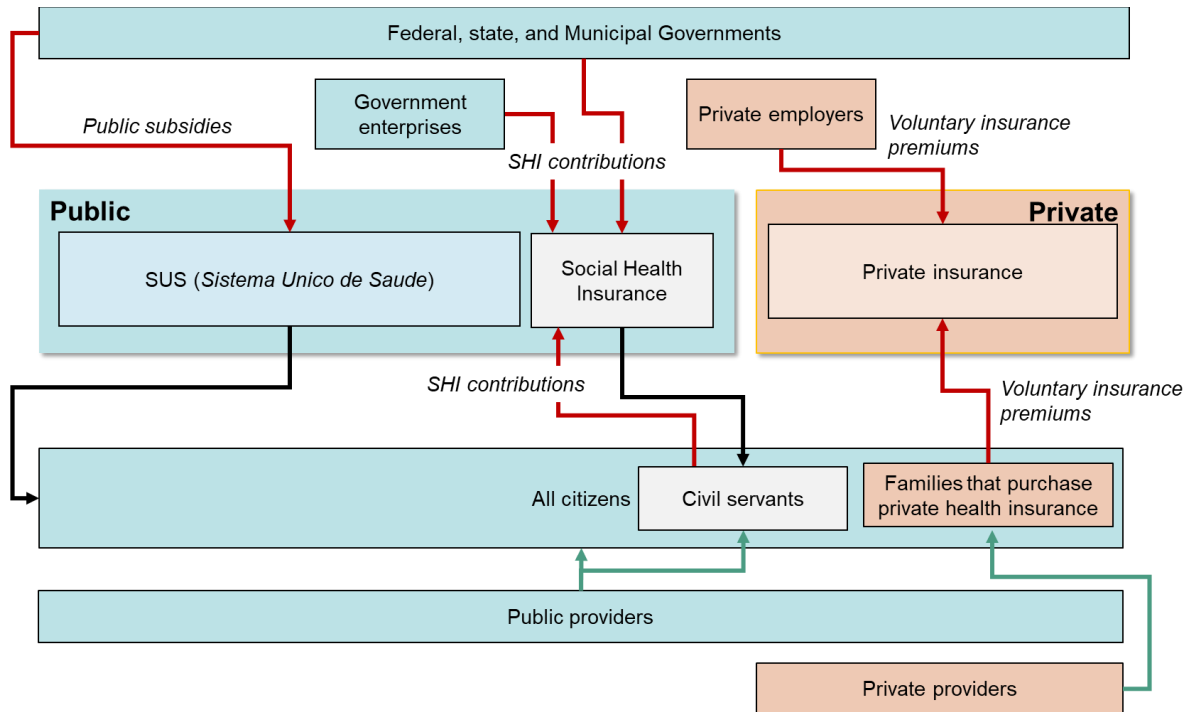 Federal, state, and Municipal Governments
Government
enterprises
Private employers
Public subsidies
SHI contributions
Voluntary insurance
premiums
Public
Private
SUS (Sistema Unico de Saude)
Social Health
Insurance
Private insurance
SHI contributions
Voluntary insurance
premiums
All citizens
Civil servants
Families that purchase
private health insurance
Public providers
Private providers